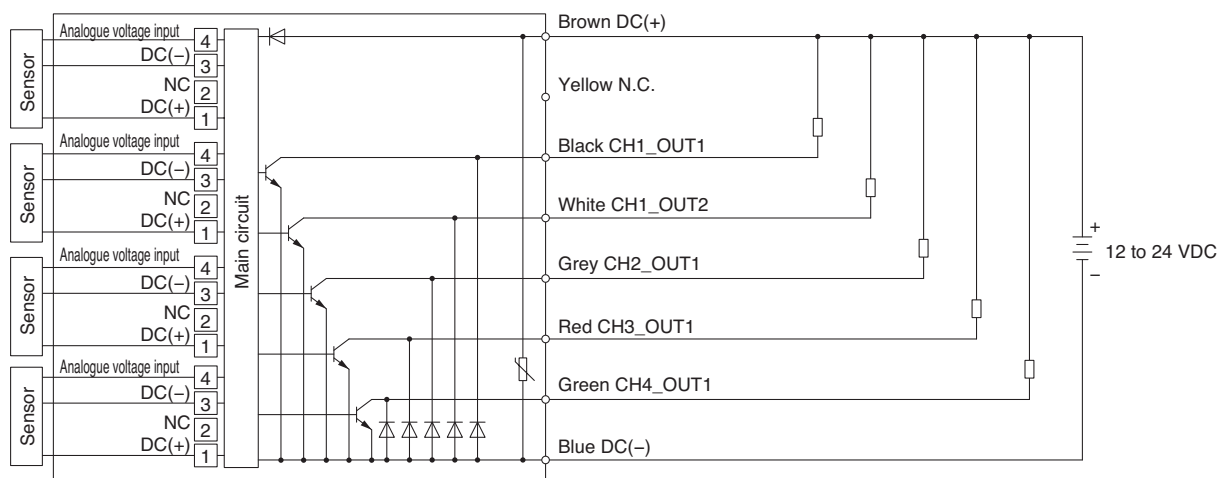 Sensor
Analogue voltage input 4
DC(−) 3
NC 2
DC(+) 1
Sensor
Analogue voltage input 4
DC(−) 3
NC 2
DC(+) 1
Sensor
Analogue voltage input 4
DC(−) 3
NC 2
DC(+) 1
Sensor
Analogue voltage input 4
DC(−) 3
NC 2
DC(+) 1
Main circuit
Brown DC(+)
Yellow N.C.
Black CH1_OUT1
White CH1_OUT2
Grey CH2_OUT1
Red CH3_OUT1
Green CH4_OUT1
Blue DC(−)
+
12 to 24 VDC
−